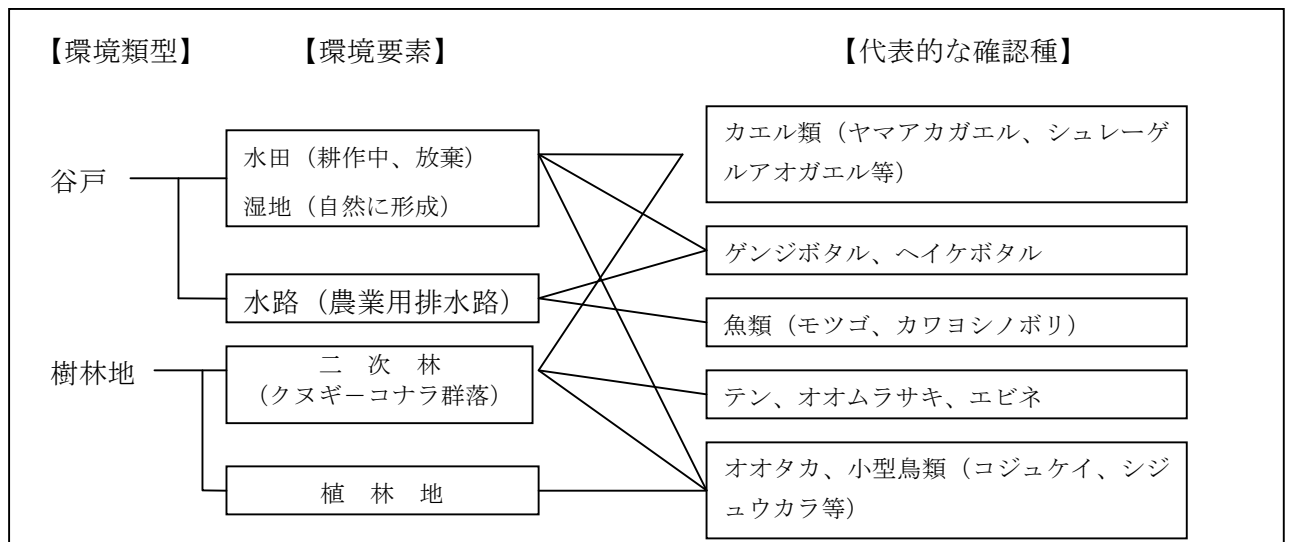 【環境類型】 【環境要素】 【代表的な確認種】
谷戸
水田（耕作中、放棄）
湿地（自然に形成）
水路（農業用排水路）
樹林地
二 次 林
（クヌギ－コナラ群落）
植 林 地
カエル類（ヤマアカガエル、シュレーゲ
ルアオガエル等）
ゲンジボタル、ヘイケボタル
魚類（モツゴ、カワヨシノボリ）
テン、オオムラサキ、エビネ
オオタカ、小型鳥類（コジュケイ、シジ
ュウカラ等）